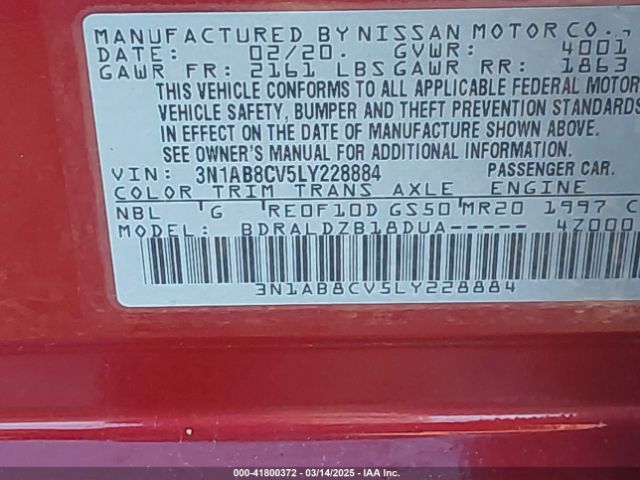 MANUFACTURED BY NISSAN MOTOR CO.,
DATE: 02/20. GVWR: 4001
GAWR FR: 2161 LBS GAWR RR: 1863
THIS VEHICLE CONFORMS TO ALL APPLICABLE FEDERAL MOTOR
VEHICLE SAFETY, BUMPER AND THEFT PREVENTION STANDARDS
IN EFFECT ON THE DATE OF MANUFACTURE SHOWN ABOVE.
SEE OWNER'S MANUAL FOR ADDITIONAL INFORMATION.
VIN: 3N1AB8CV5LY228884 PASSENGER CAR.
COLOR TRIM TRANS AXLE ENGINE
NBL G RE0F10D GS50 MR20 1997 C
MODEL: BDRALDZB18DUA----- 4Z000
3N1AB8CV5LY228884
000-41800372 - 03/14/2025 - IAA Inc.